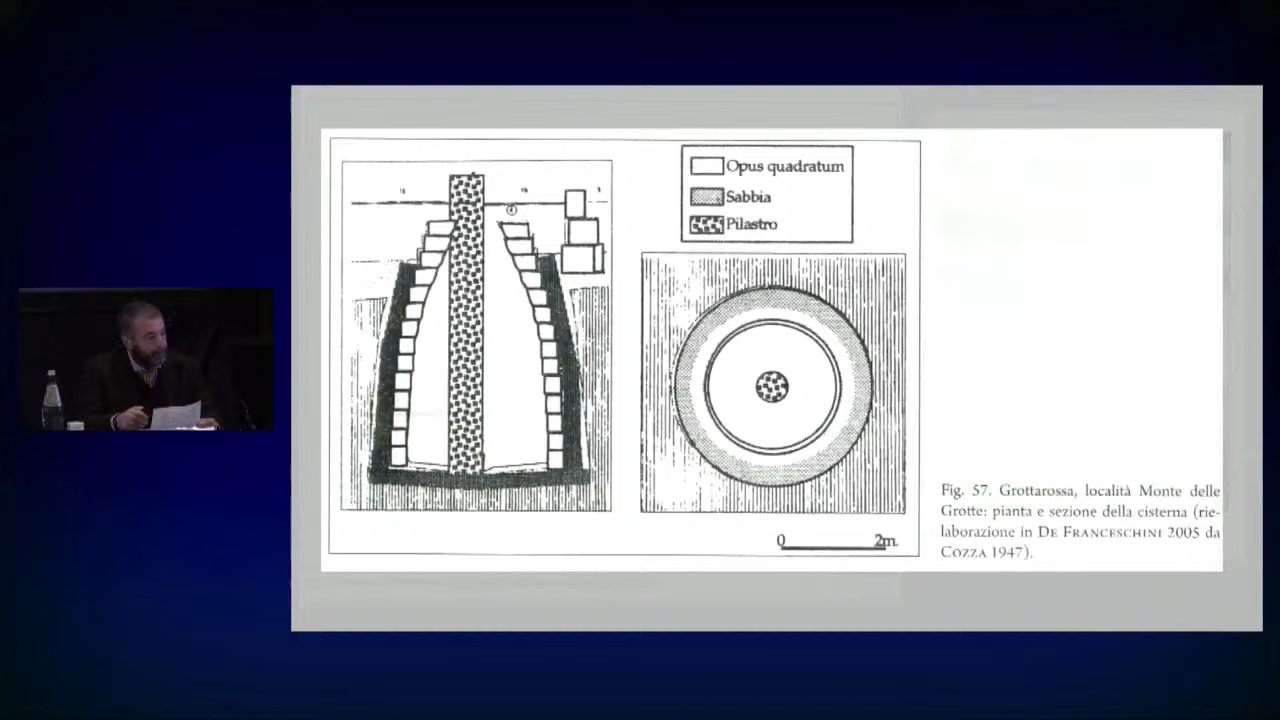 Opus quadratum
Sabbia
Pilastro
0 2m.
Fig. 57. Grottarossa, località Monte delle
Grotte: pianta e sezione della cisterna (rie-
laborazione in DE FRANCESCHINI 2005 da
COZZA 1947).